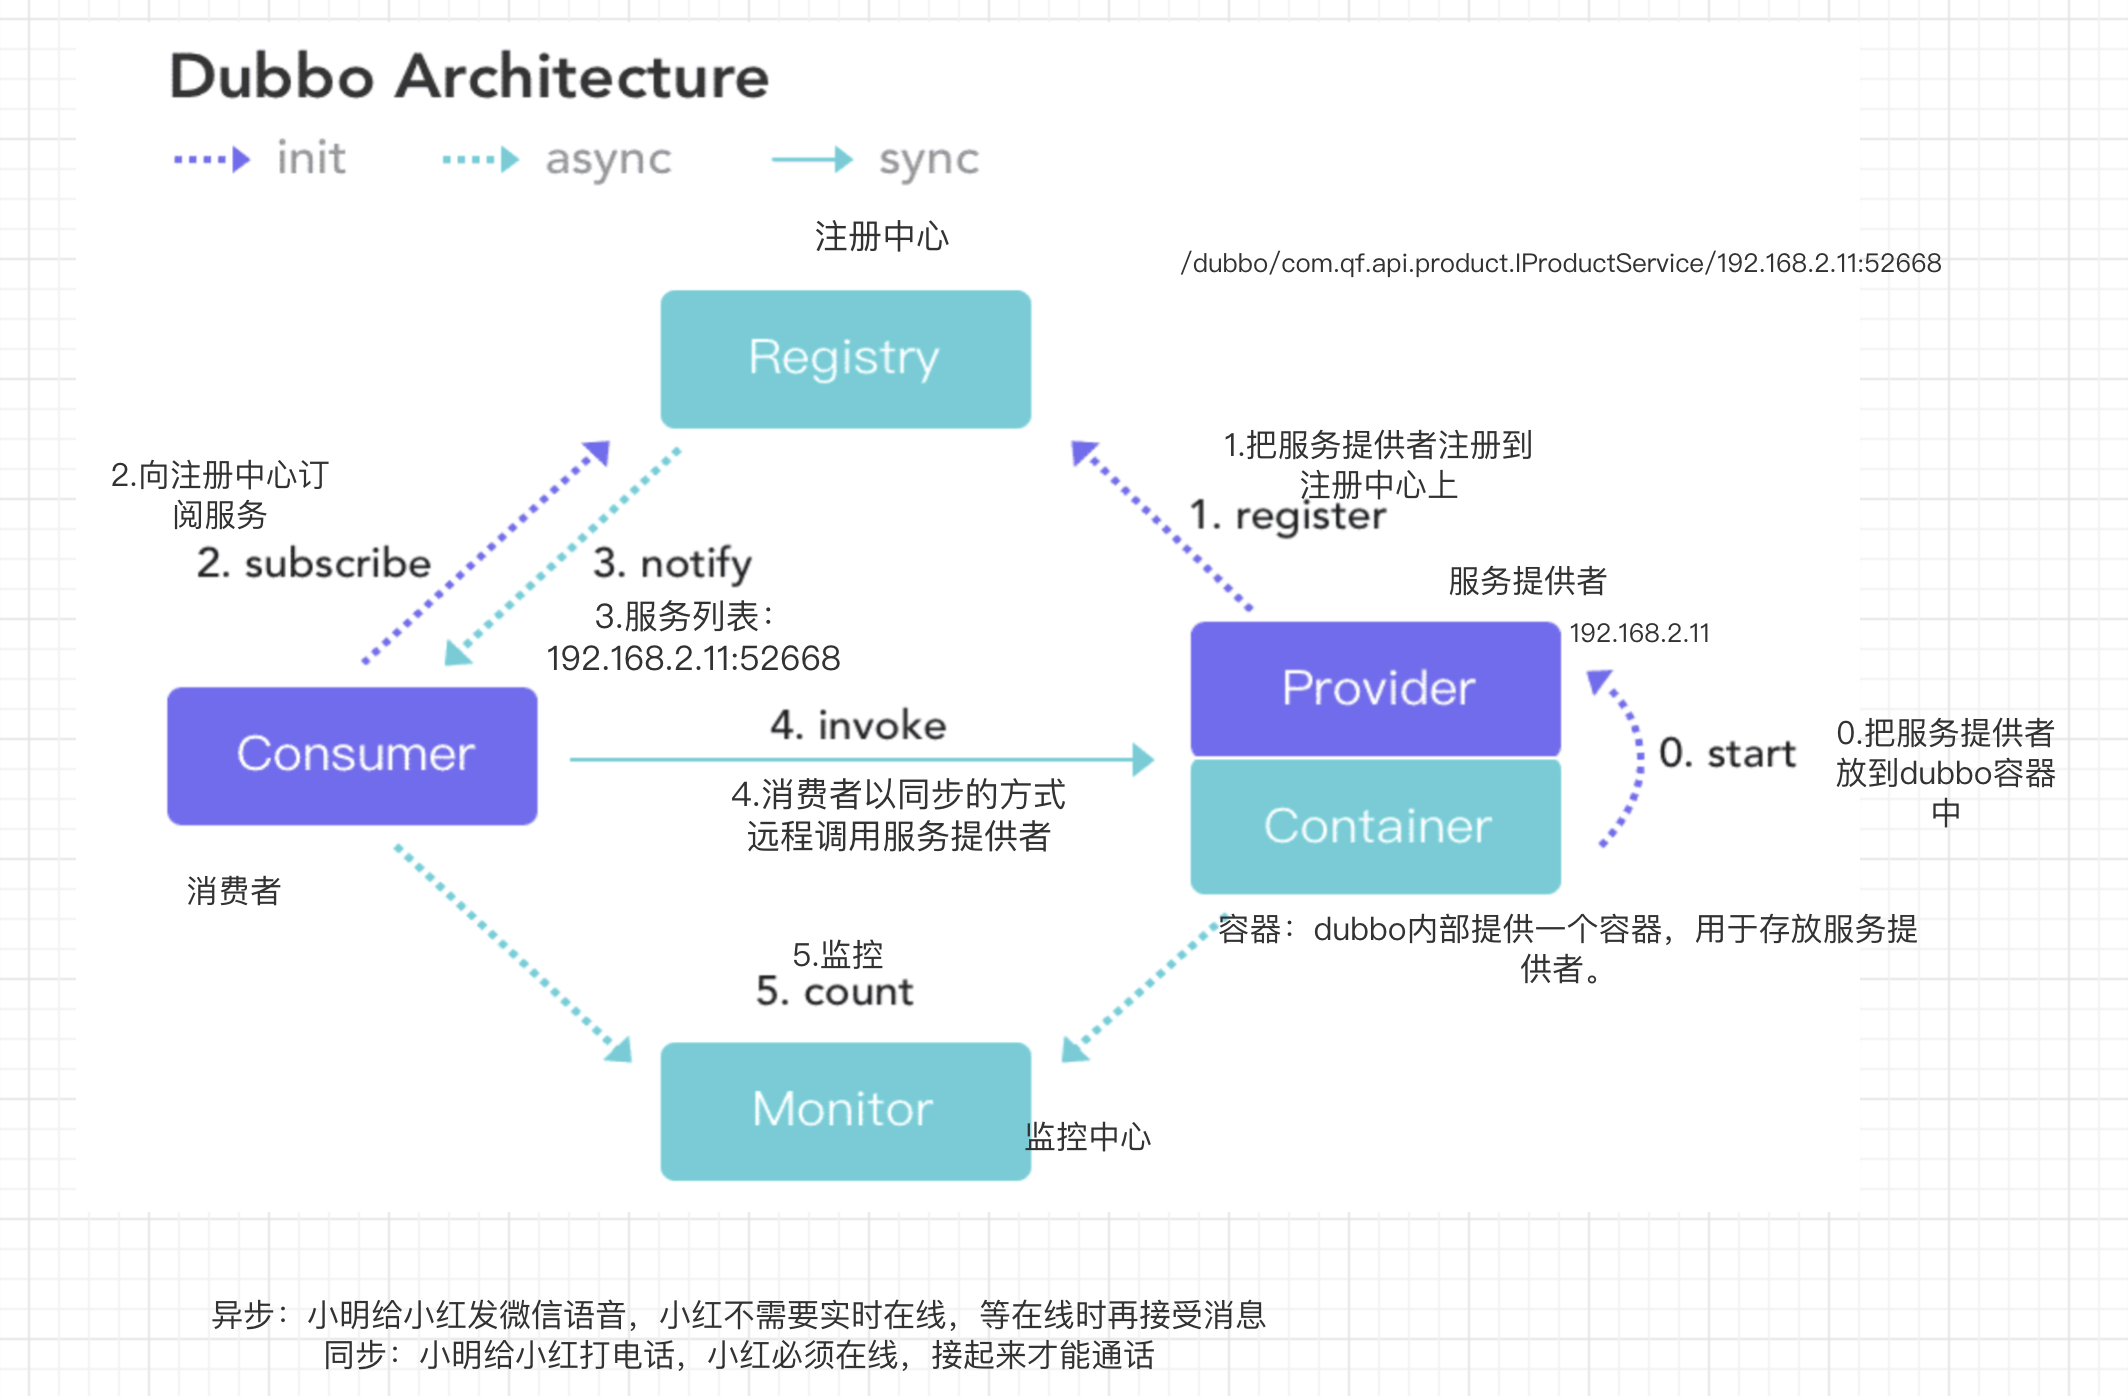 Dubbo Architecture
init
async
sync
注册中心
/dubbo/com.qf.api.product.IProductService/192.168.2.11:52668
Registry
1.把服务提供者注册到
注册中心上
1. register
2.向注册中心订
阅服务
2. subscribe
3. notify
3.服务列表：
192.168.2.11:52668
服务提供者
192.168.2.11
Provider
Consumer
4. invoke
4.消费者以同步的方式
远程调用服务提供者
0. start
0.把服务提供者
放到dubbo容器
中
Container
消费者
容器：dubbo内部提供一个容器，用于存放服务提
供者。
5.监控
5. count
Monitor
监控中心
异步：小明给小红发微信语音，小红不需要实时在线，等在线时再接受消息
同步：小明给小红打电话，小红必须在线，接起来才能通话